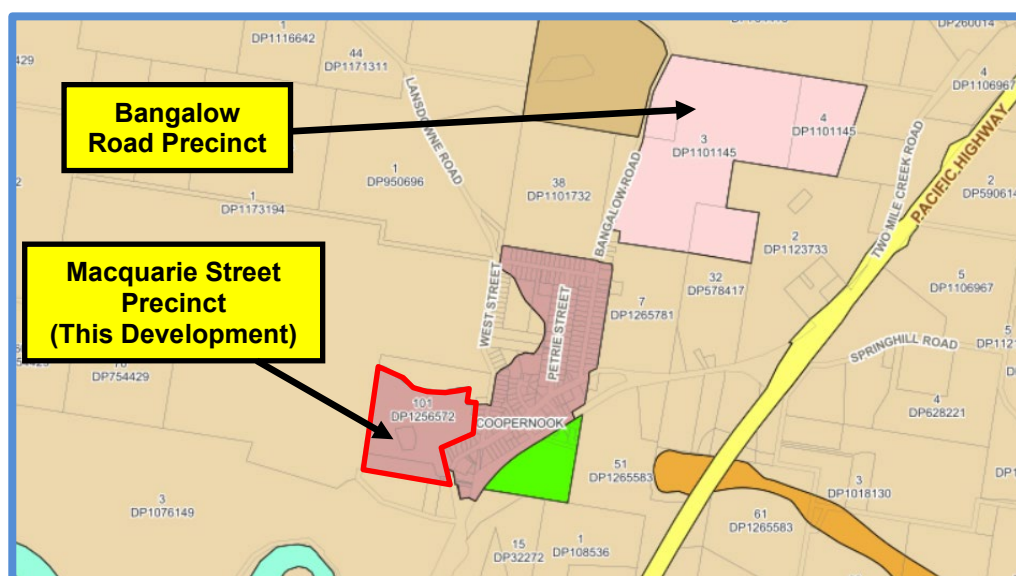 1
DP1116642
DP260014
44
DP1171311
429
4
DP1106967
Bangalow
Road Precinct
LANSDOWNE ROAD
4
DP1101145
3
DP1101145
TWO MILE CREEK ROAD
PACIFIC HIGHWAY
1
DP950696
38
DP1101732
BANGALOW ROAD
2
DP590614
1
DP1173194
2
DP1123733
Macquarie Street
Precinct
(This Development)
WEST STREET
PETRIE STREET
32
DP578417
5
DP1106967
7
DP1265781
SPRINGHILL ROAD
5
DP1121
DP754429
101
DP1256572
4
DP628221
COOPERNOOK
51
DP1265583
3
DP1018130
3
DP1076149
61
DP1265583
15
DP32272
1
DP108536